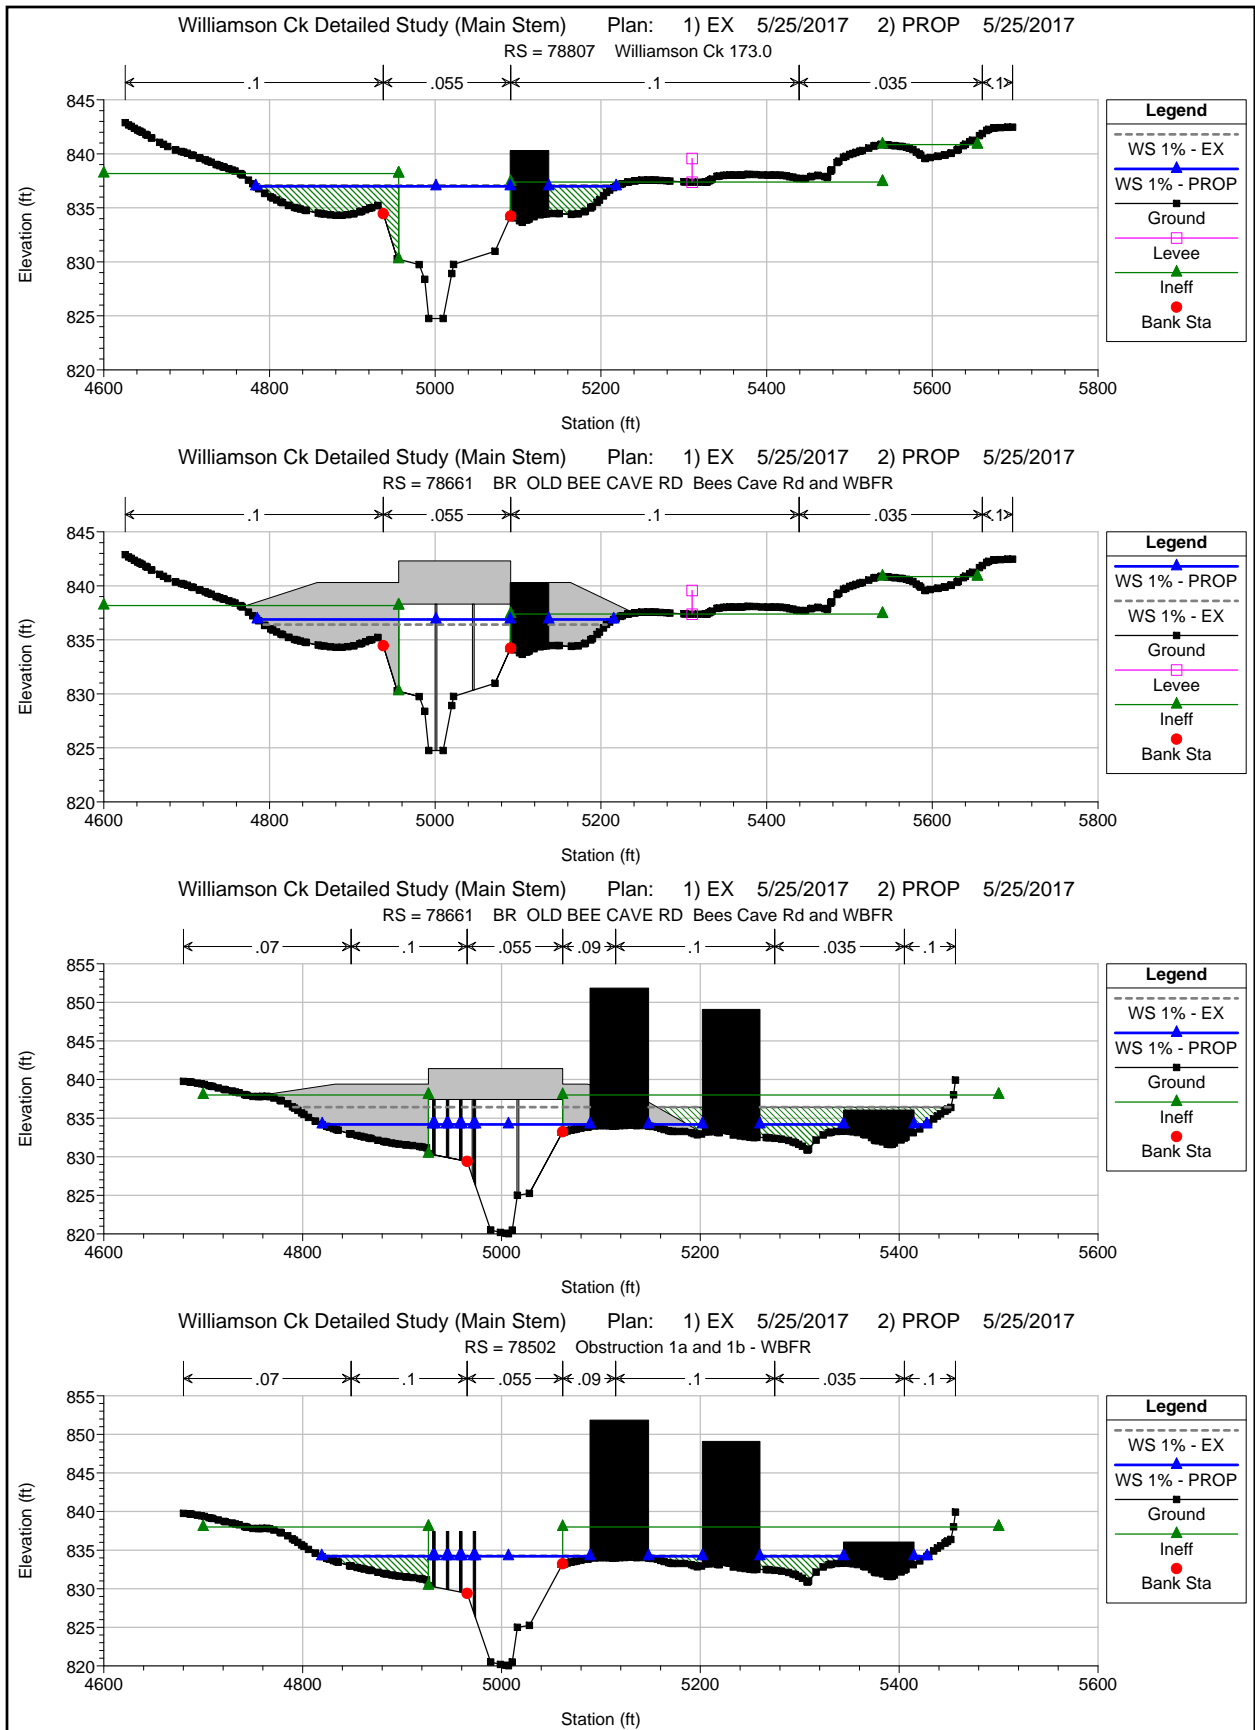 Williamson Ck Detailed Study (Main Stem) Plan: 1) EX 5/25/2017 2) PROP 5/25/2017
RS = 78807 Williamson Ck 173.0
.1 .055 .1 .035 .1
845
840
835
830
825
820
4600 4800 5000 5200 5400 5600 5800
Station (ft)
Elevation (ft)
Legend
WS 1% - EX
WS 1% - PROP
Ground
Levee
Ineff
Bank Sta
Williamson Ck Detailed Study (Main Stem) Plan: 1) EX 5/25/2017 2) PROP 5/25/2017
RS = 78661 BR OLD BEE CAVE RD Bees Cave Rd and WBFR
.1 .055 .1 .035 .1
845
840
835
830
825
820
4600 4800 5000 5200 5400 5600 5800
Station (ft)
Elevation (ft)
Legend
WS 1% - PROP
WS 1% - EX
Ground
Levee
Ineff
Bank Sta
Williamson Ck Detailed Study (Main Stem) Plan: 1) EX 5/25/2017 2) PROP 5/25/2017
RS = 78661 BR OLD BEE CAVE RD Bees Cave Rd and WBFR
.07 .1 .055 .09 .1 .035 .1
855
850
845
840
835
830
825
820
4600 4800 5000 5200 5400 5600
Station (ft)
Elevation (ft)
Legend
WS 1% - EX
WS 1% - PROP
Ground
Ineff
Bank Sta
Williamson Ck Detailed Study (Main Stem) Plan: 1) EX 5/25/2017 2) PROP 5/25/2017
RS = 78502 Obstruction 1a and 1b - WBFR
.07 .1 .055 .09 .1 .035 .1
855
850
845
840
835
830
825
820
4600 4800 5000 5200 5400 5600
Station (ft)
Elevation (ft)
Legend
WS 1% - EX
WS 1% - PROP
Ground
Ineff
Bank Sta